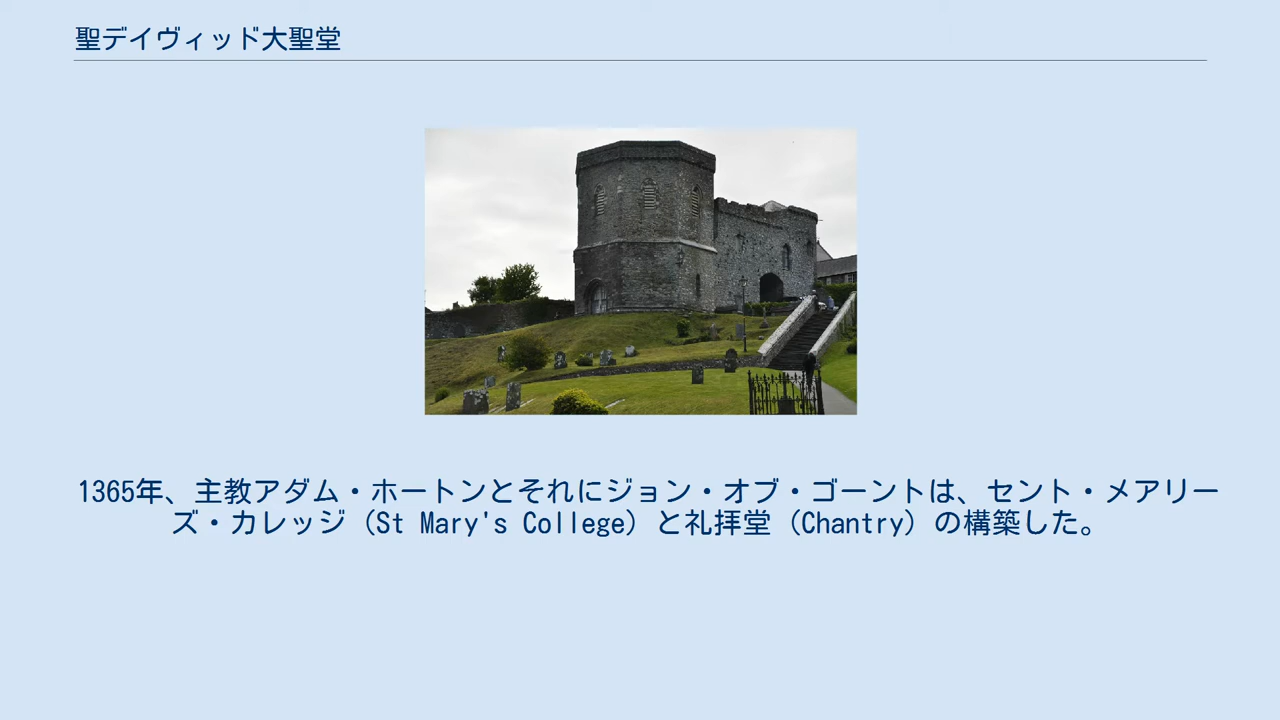 聖デイヴィッド大聖堂
1365年、主教アダム・ホートンとそれにジョン・オブ・ゴーントは、セント・メアリー
ズ・カレッジ（St Mary's College）と礼拝堂（Chantry）の構築した。